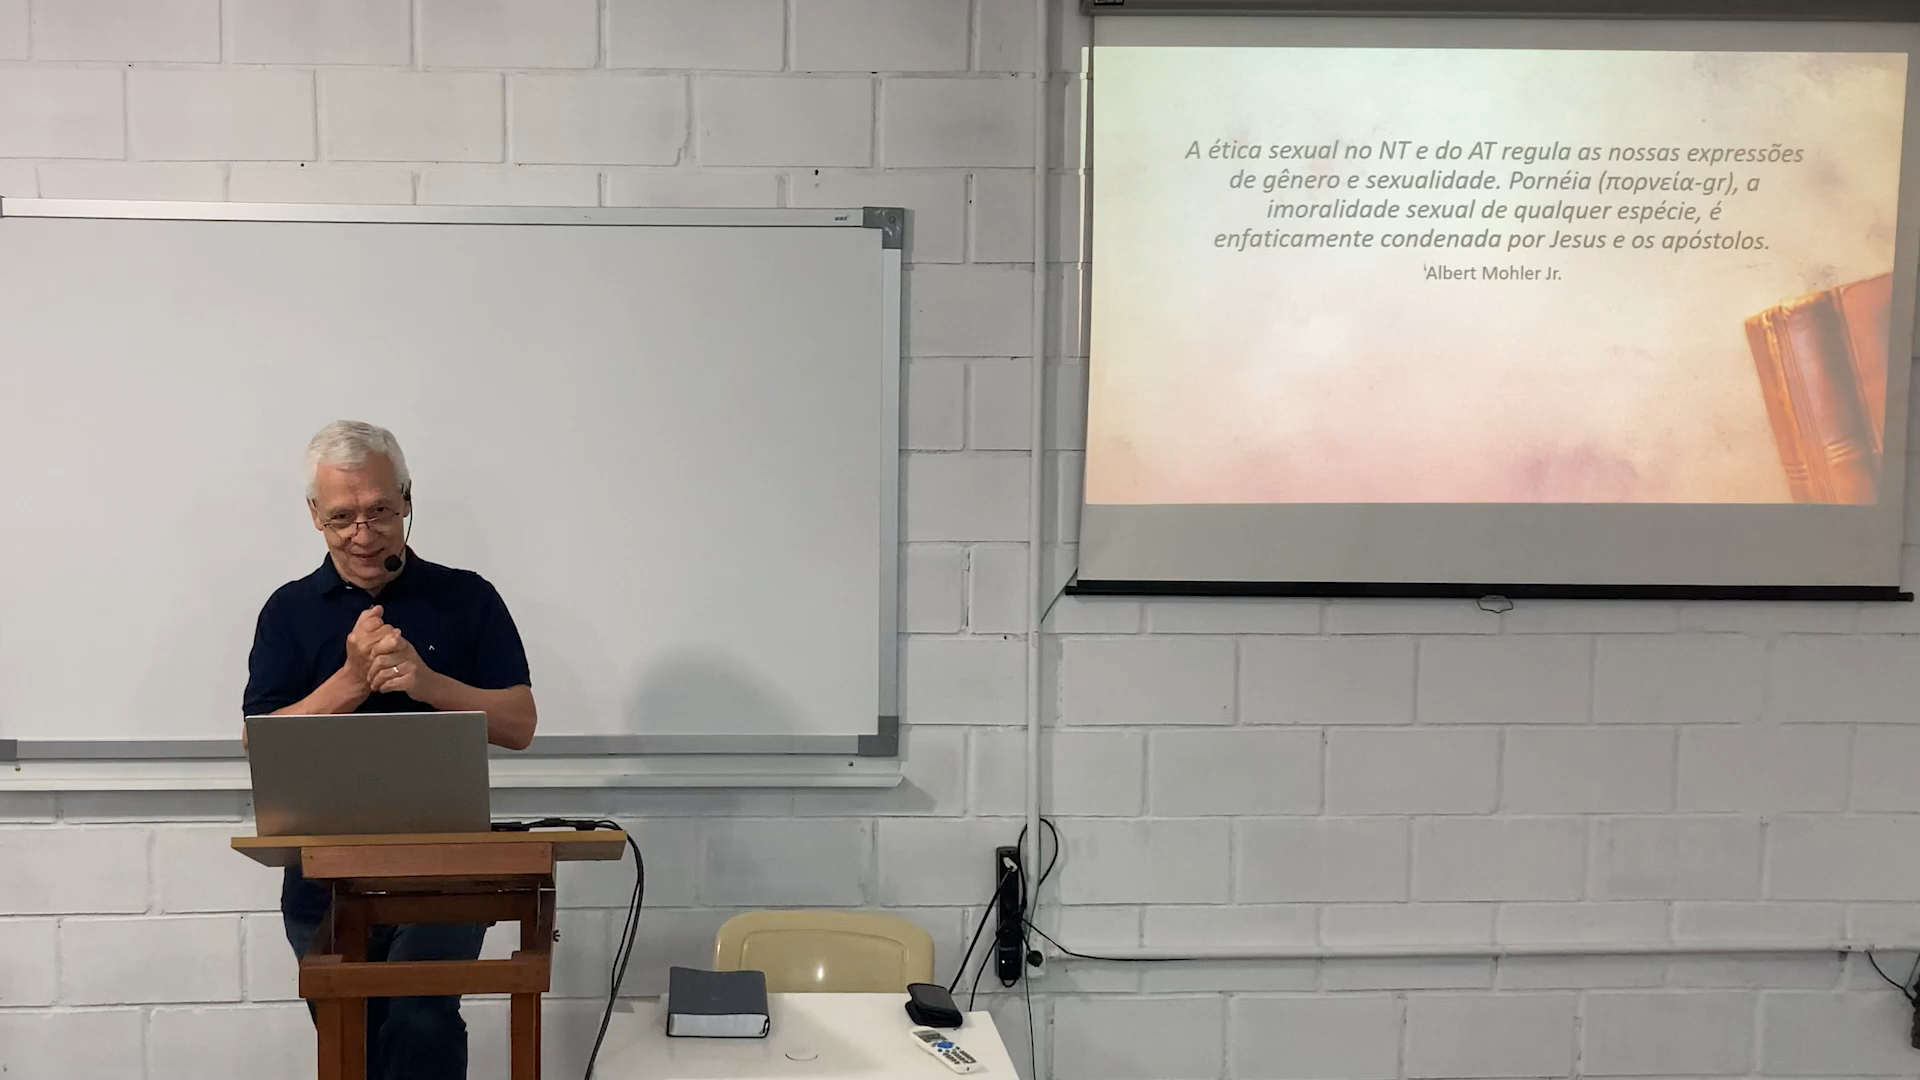 A ética sexual no NT e do AT regula as nossas expressões
de gênero e sexualidade. Pornéia (πορνεία-gr), a
imoralidade sexual de qualquer espécie, é
enfaticamente condenada por Jesus e os apóstolos.
Albert Mohler Jr.